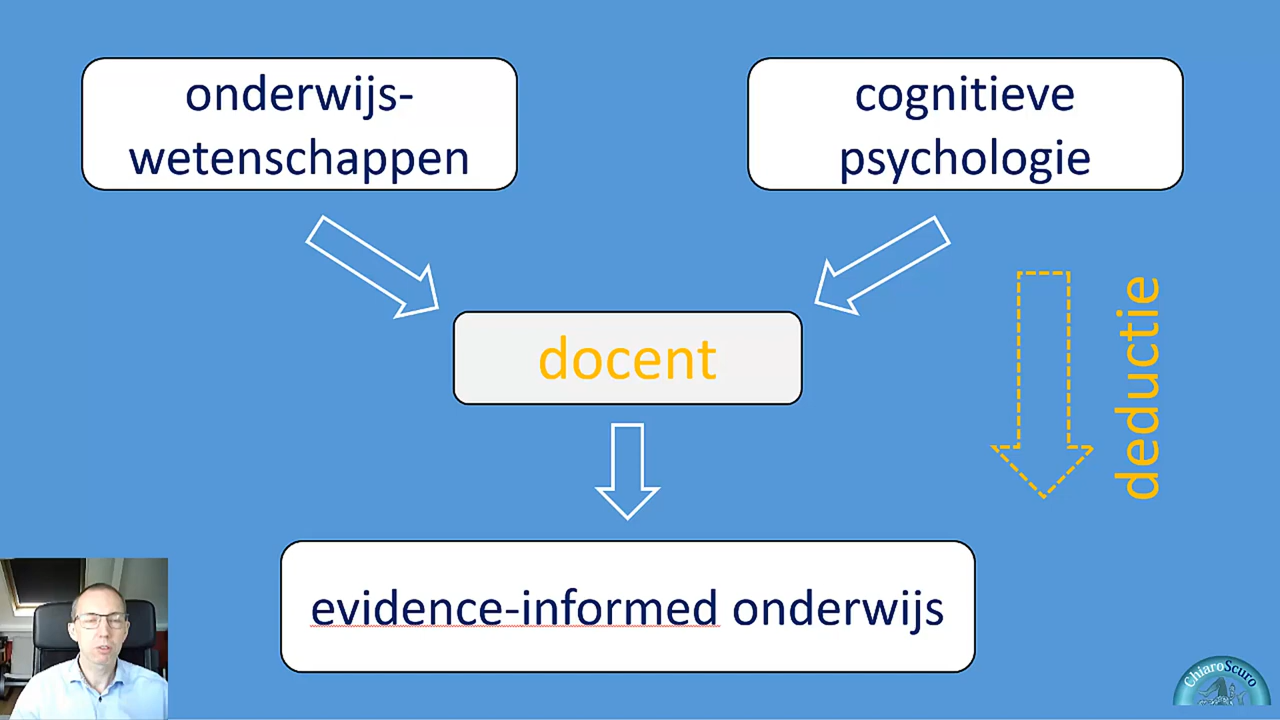 onderwijs-
wetenschappen
cognitieve
psychologie
docent
deductie
evidence-informed onderwijs
ChiaroScuro